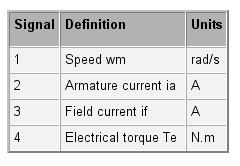 Signal Definition Units
1 Speed wm rad/s
2 Armature current ia A
3 Field current if A
4 Electrical torque Te N.m